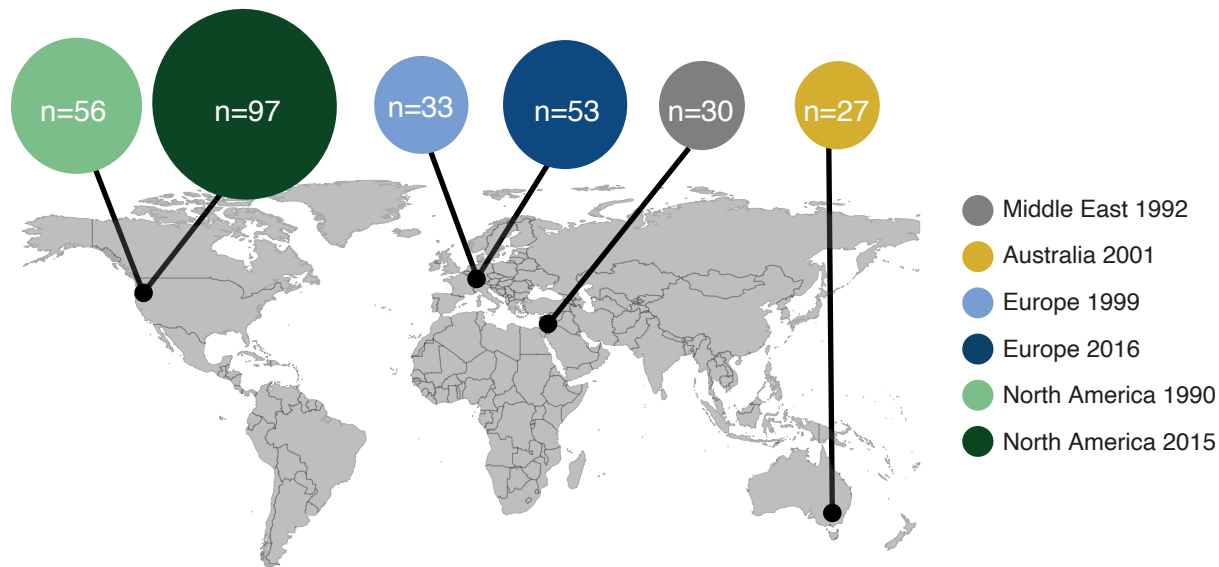 n=56
n=97
n=33
n=53
n=30
n=27
Middle East 1992
Australia 2001
Europe 1999
Europe 2016
North America 1990
North America 2015